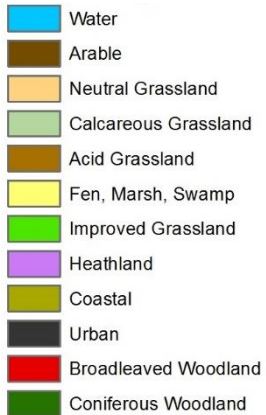 Water
Arable
Neutral Grassland
Calcareous Grassland
Acid Grassland
Fen, Marsh, Swamp
Improved Grassland
Heathland
Coastal
Urban
Broadleaved Woodland
Coniferous Woodland